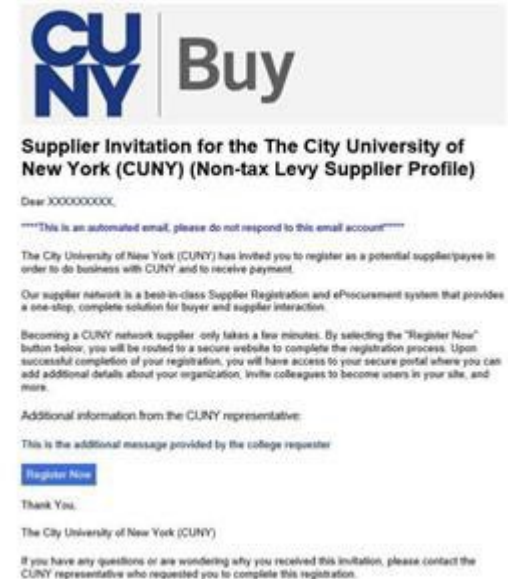 CU
NY
Buy
Supplier Invitation for the The City University of
New York (CUNY) (Non-tax Levy Supplier Profile)
Dear XXXXXXXXX,
*****This is an automated email, please do not respond to this email account*****
The City University of New York (CUNY) has invited you to register as a potential supplier/payee in
order to do business with CUNY and to receive payment.
Our supplier network is a best-in-class Supplier Registration and eProcurement system that provides
a one-stop, complete solution for buyer and supplier interaction.
Becoming a CUNY network supplier only takes a few minutes. By selecting the "Register Now"
button below, you will be routed to a secure website to complete the registration process. Upon
successful completion of your registration, you will have access to your secure portal where you can
add additional details about your organization, invite colleagues to become users in your site, and
more.
Additional information from the CUNY representative:
This is the additional message provided by the college requester
Register Now
Thank You,
The City University of New York (CUNY)
If you have any questions or are wondering why you received this invitation, please contact the
CUNY representative who requested you to complete this registration.